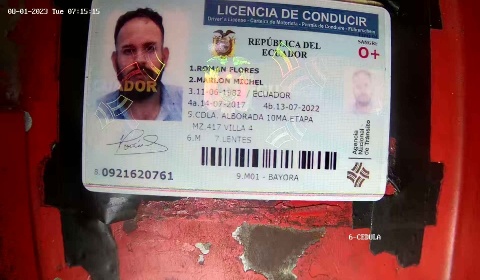 08-01-2023 Tue 07:15:15
LICENCIA DE CONDUCIR
Driver's License - Carteira de Motorista - Permis de Conduire - Führerschein
REPÚBLICA DEL
ECUADOR
SANGRE
O+
1.ROMAN FLORES
2.MARLON MICHEL
3.11-06-1982 / ECUADOR
4a.14-07-2017 4b.13-07-2022
5.CDLA. ALBORADA 10MA ETAPA
MZ.417 VILLA 4
6.M 7.LENTES
ECUADOR
Agencia
Nacional
de Tránsito
8 0921620761
9.M01 - BAYORA
6-CEDULA